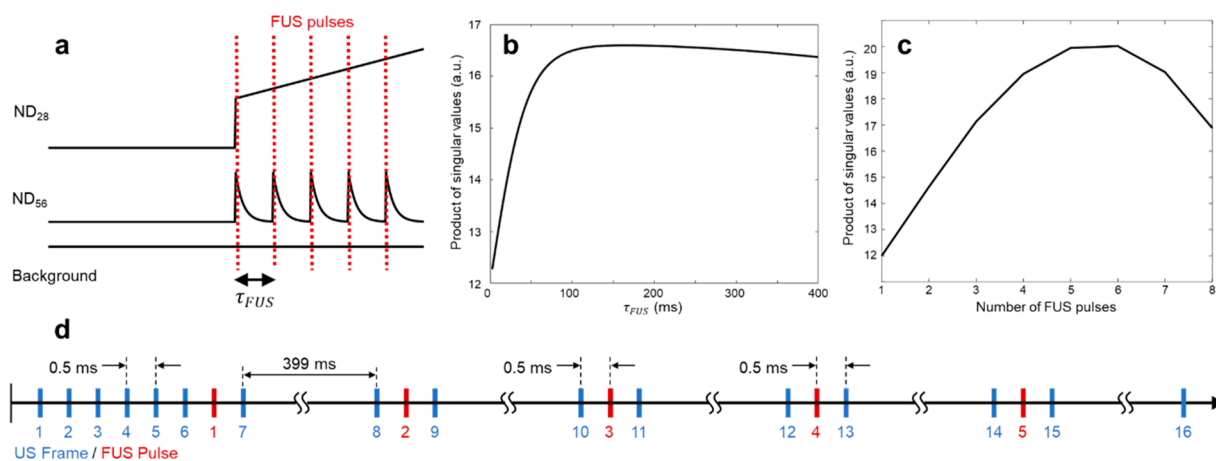 a
FUS pulses
ND28
ND56
Background
τFUS
b
Product of singular values (a.u.)
17
16
15
14
13
12
0
100
200
300
400
τFUS (ms)
c
Product of singular values (a.u.)
20
19
18
17
16
15
14
13
12
1
2
3
4
5
6
7
8
Number of FUS pulses
d
0.5 ms
399 ms
0.5 ms
0.5 ms
1 2 3 4 5 6 1 7 8 2 9 10 3 11 12 4 13 14 5 15 16
US Frame / FUS Pulse